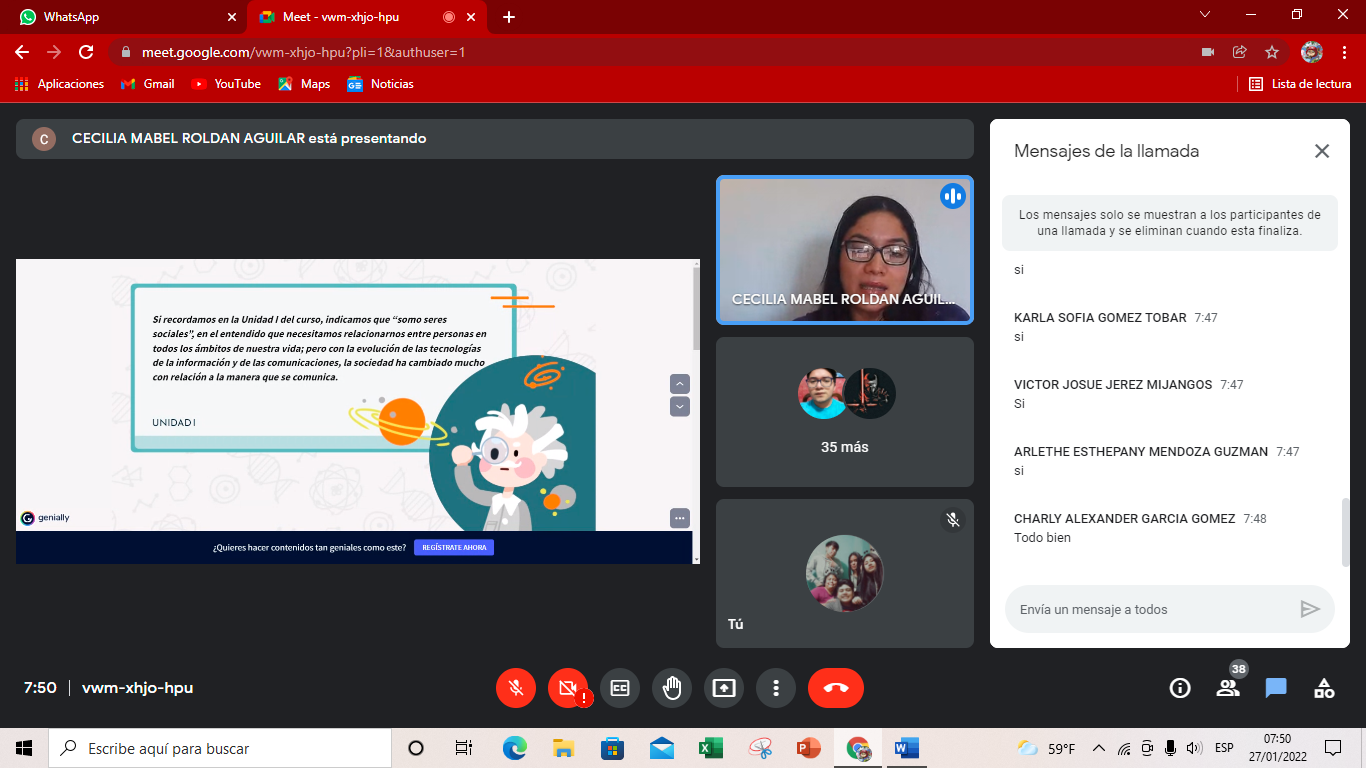 WhatsApp
Meet - vwm-xhjo-hpu
meet.google.com/vwm-xhjo-hpu?pli=1&authuser=1
Aplicaciones
Gmail
YouTube
Maps
Noticias
Lista de lectura
C
CECILIA MABEL ROLDAN AGUILAR está presentando
Si recordamos en la Unidad I del curso, indicamos que “somo seres
sociales”, en el entendido que necesitamos relacionarnos entre personas en
todos los ámbitos de nuestra vida; pero con la evolución de las tecnologías
de la información y de las comunicaciones, la sociedad ha cambiado mucho
con relación a la manera que se comunica.
UNIDAD I
genially
¿Quieres hacer contenidos tan geniales como este?
REGÍSTRATE AHORA
CECILIA MABEL ROLDAN AGUIL...
35 más
Tú
Mensajes de la llamada
Los mensajes solo se muestran a los participantes de
una llamada y se eliminan cuando esta finaliza.
si
KARLA SOFIA GOMEZ TOBAR 7:47
si
VICTOR JOSUE JEREZ MIJANGOS 7:47
Si
ARLETHE ESTHEPANY MENDOZA GUZMAN 7:47
si
CHARLY ALEXANDER GARCIA GOMEZ 7:48
Todo bien
Envía un mensaje a todos
7:50 | vwm-xhjo-hpu
38
Escribe aquí para buscar
59°F
ESP
07:50
27/01/2022